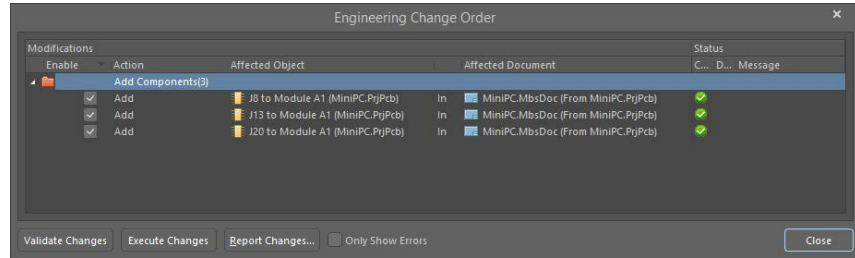 Engineering Change Order
Modifications Status
Enable Action Affected Object Affected Document C... D... Message
Add Components(3)
Add J8 to Module A1 (MiniPC.PrjPcb) In MiniPC.MbsDoc (From MiniPC.PrjPcb)
Add J13 to Module A1 (MiniPC.PrjPcb) In MiniPC.MbsDoc (From MiniPC.PrjPcb)
Add J20 to Module A1 (MiniPC.PrjPcb) In MiniPC.MbsDoc (From MiniPC.PrjPcb)
Validate Changes Execute Changes Report Changes... Only Show Errors Close